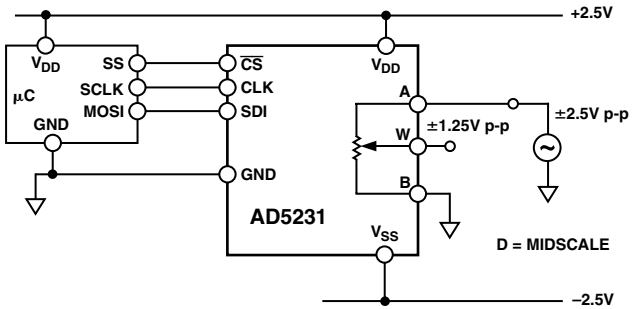 +2.5V
VDD
SS
CS
VDD
μC
SCLK
CLK
A
±2.5V p-p
MOSI
SDI
±1.25V p-p
GND
W
~
GND
B
AD5231
VSS
D = MIDSCALE
–2.5V